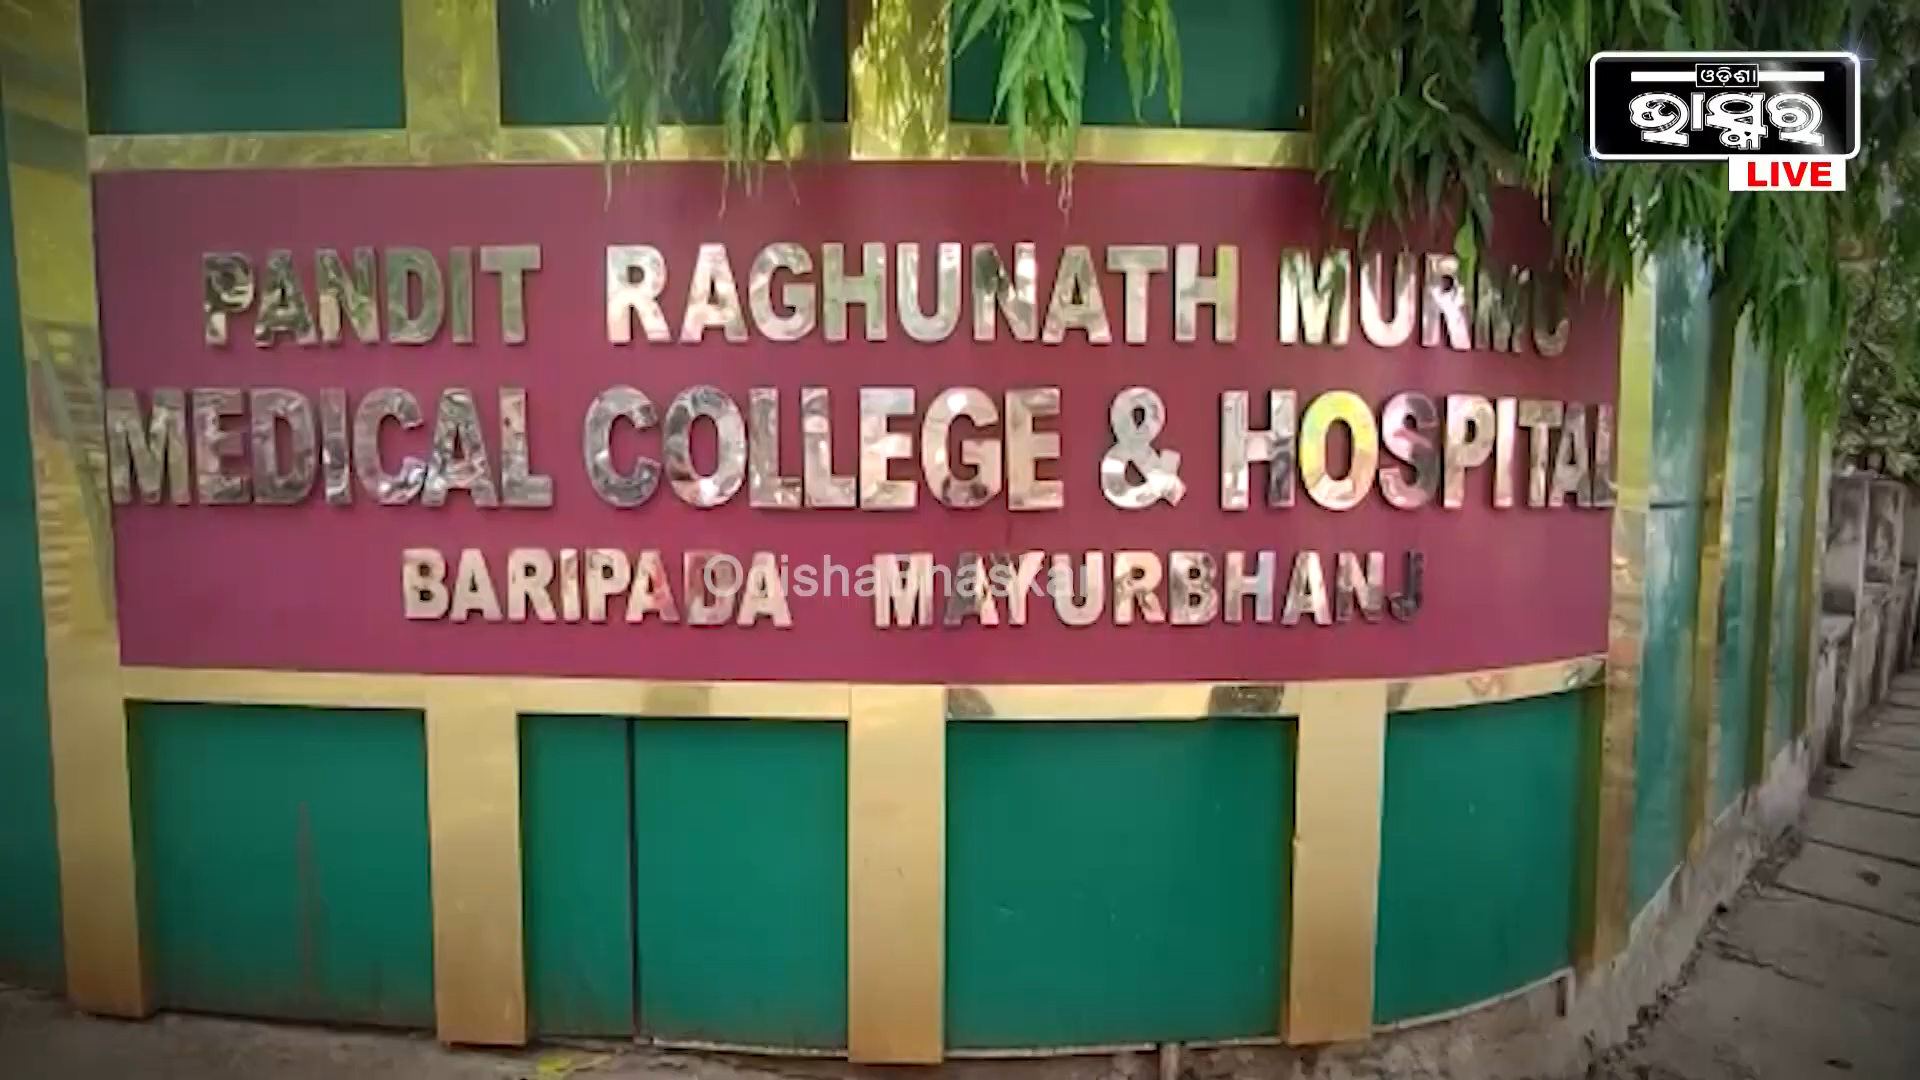 ଓଡ଼ିଶା
ଭାସ୍କର
LIVE
PANDIT RAGHUNATH MURMU
MEDICAL COLLEGE & HOSPITAL
BARIPADA MAYURBHANJ
OdishaBhaskar